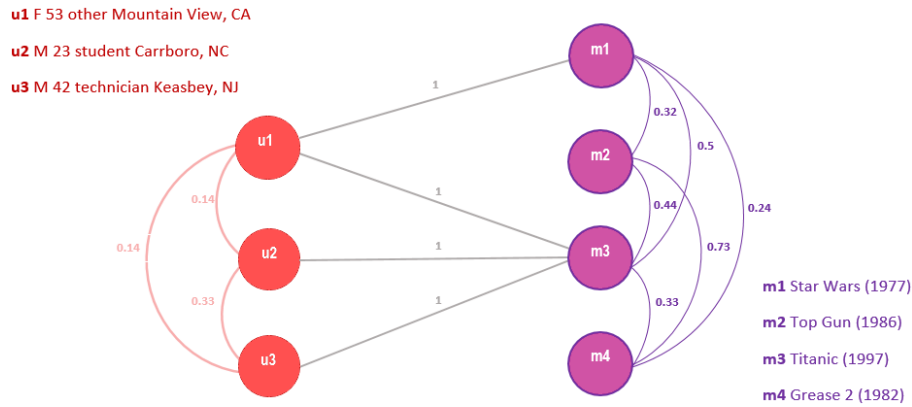 u1 F 53 other Mountain View, CA
u2 M 23 student Carrboro, NC
u3 M 42 technician Keasbey, NJ
m1
1
0.32
u1
0.5
m2
0.14
1
0.44
0.24
0.14
u2
1
m3
0.73
0.33
1
0.33
m1 Star Wars (1977)
m2 Top Gun (1986)
u3
m4
m3 Titanic (1997)
m4 Grease 2 (1982)